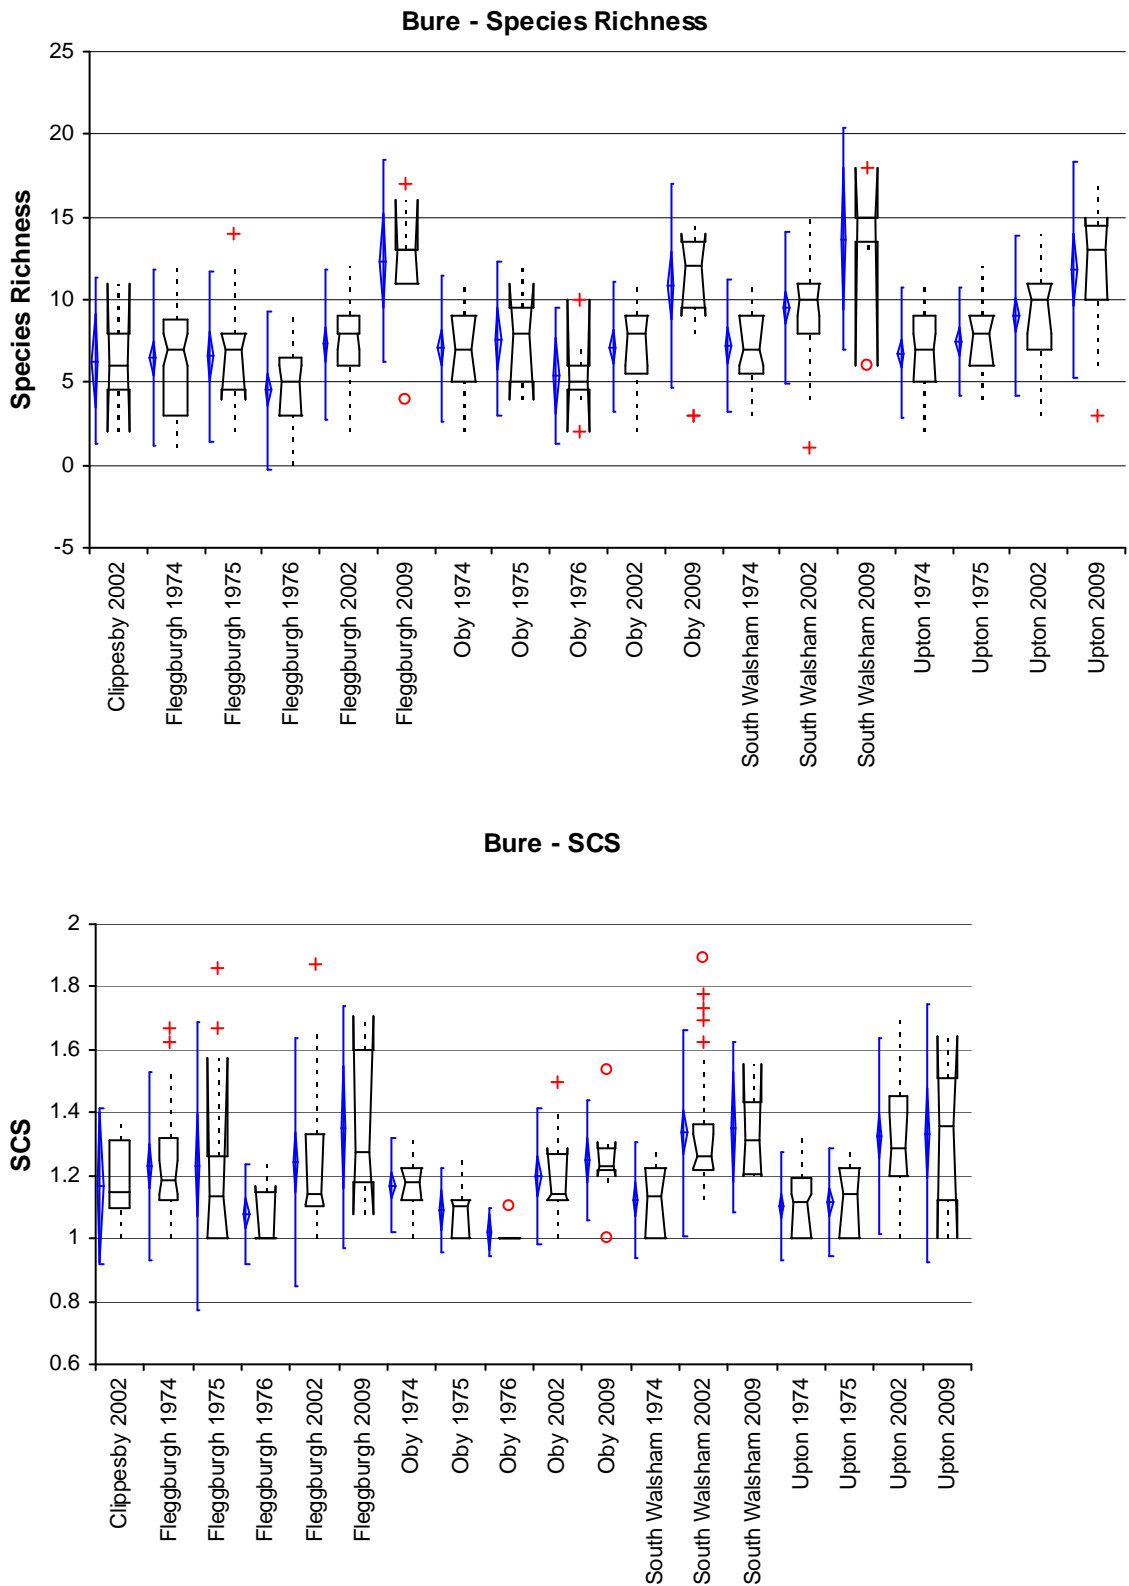 Bure - Species Richness
25
20
15
10
5
0
-5
Species Richness
Clippesby 2002
Fleggburgh 1974
Fleggburgh 1975
Fleggburgh 1976
Fleggburgh 2002
Fleggburgh 2009
Oby 1974
Oby 1975
Oby 1976
Oby 2002
Oby 2009
South Walsham 1974
South Walsham 2002
South Walsham 2009
Upton 1974
Upton 1975
Upton 2002
Upton 2009
Bure - SCS
2
1.8
1.6
1.4
1.2
1
0.8
0.6
SCS
Clippesby 2002
Fleggburgh 1974
Fleggburgh 1975
Fleggburgh 1976
Fleggburgh 2002
Fleggburgh 2009
Oby 1974
Oby 1975
Oby 1976
Oby 2002
Oby 2009
South Walsham 1974
South Walsham 2002
South Walsham 2009
Upton 1974
Upton 1975
Upton 2002
Upton 2009